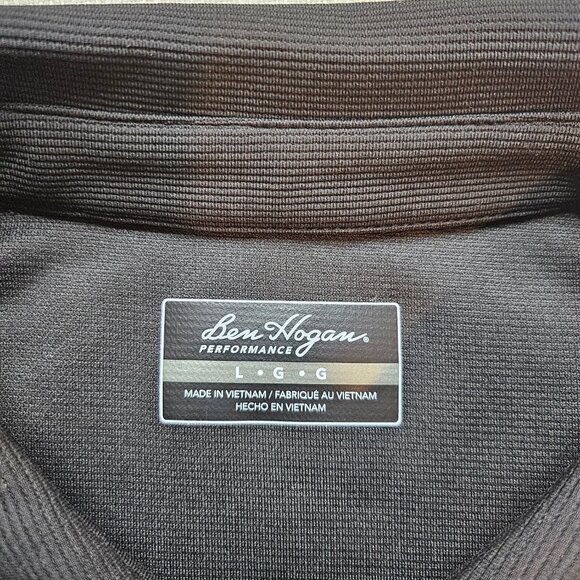 Ben Hogan®
PERFORMANCE
L • G • G
MADE IN VIETNAM / FABRIQUÉ AU VIETNAM
HECHO EN VIETNAM